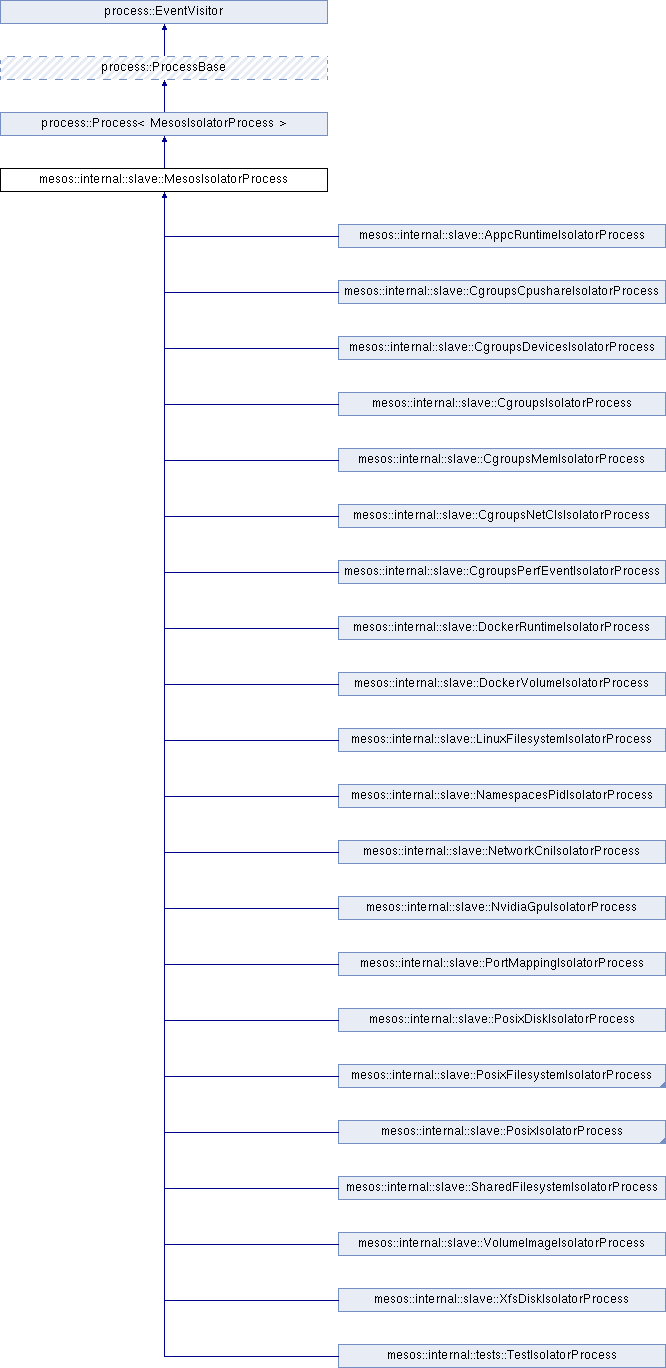 process::EventVisitor
process::ProcessBase
process::Process< MesosIsolatorProcess >
mesos::internal::slave::MesosIsolatorProcess
mesos::internal::slave::AppcRuntimeIsolatorProcess
mesos::internal::slave::CgroupsCpushareIsolatorProcess
mesos::internal::slave::CgroupsDevicesIsolatorProcess
mesos::internal::slave::CgroupsIsolatorProcess
mesos::internal::slave::CgroupsMemIsolatorProcess
mesos::internal::slave::CgroupsNetClsIsolatorProcess
mesos::internal::slave::CgroupsPerfEventIsolatorProcess
mesos::internal::slave::DockerRuntimeIsolatorProcess
mesos::internal::slave::DockerVolumeIsolatorProcess
mesos::internal::slave::LinuxFilesystemIsolatorProcess
mesos::internal::slave::NamespacesPidIsolatorProcess
mesos::internal::slave::NetworkCniIsolatorProcess
mesos::internal::slave::NvidiaGpuIsolatorProcess
mesos::internal::slave::PortMappingIsolatorProcess
mesos::internal::slave::PosixDiskIsolatorProcess
mesos::internal::slave::PosixFilesystemIsolatorProcess
mesos::internal::slave::PosixIsolatorProcess
mesos::internal::slave::SharedFilesystemIsolatorProcess
mesos::internal::slave::VolumeImageIsolatorProcess
mesos::internal::slave::XfsDiskIsolatorProcess
mesos::internal::tests::TestIsolatorProcess